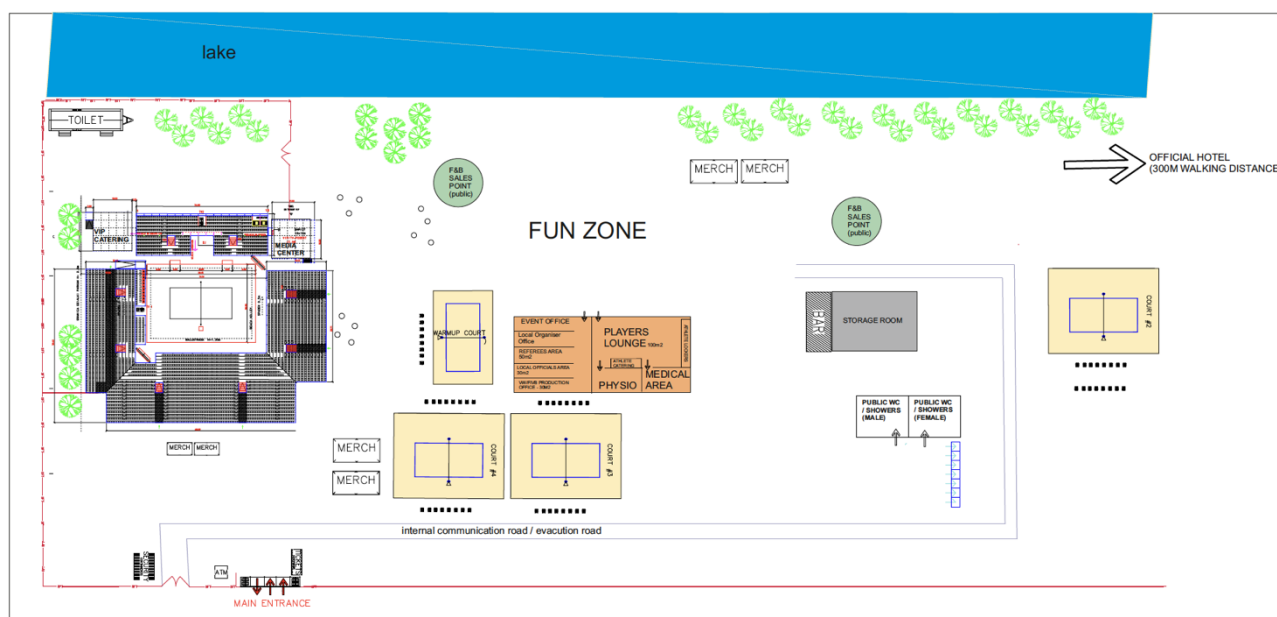 lake
TOILET
OFFICIAL HOTEL
(300M WALKING DISTANCE
MERCH
MERCH
F&B
SALES
POINT
(public)
F&B
SALES
POINT
(public)
FUN ZONE
VIP
CATERING
MEDIA
CENTER
WARMUP COURT
EVENT OFFICE
Local Organiser
Office
REFEREES AREA
LOCAL OFFICIALS AREA
PLAYERS
LOUNGE 100m2
ATHLETE
CATERING
PHYSIO
MEDICAL
AREA
BAR
STORAGE ROOM
COURT #2
PUBLIC WC
/ SHOWERS
(MALE)
PUBLIC WC
/ SHOWERS
(FEMALE)
MERCH
MERCH
MERCH
MERCH
COURT #4
COURT #3
internal communication road / evacution road
ATM
MAIN ENTRANCE